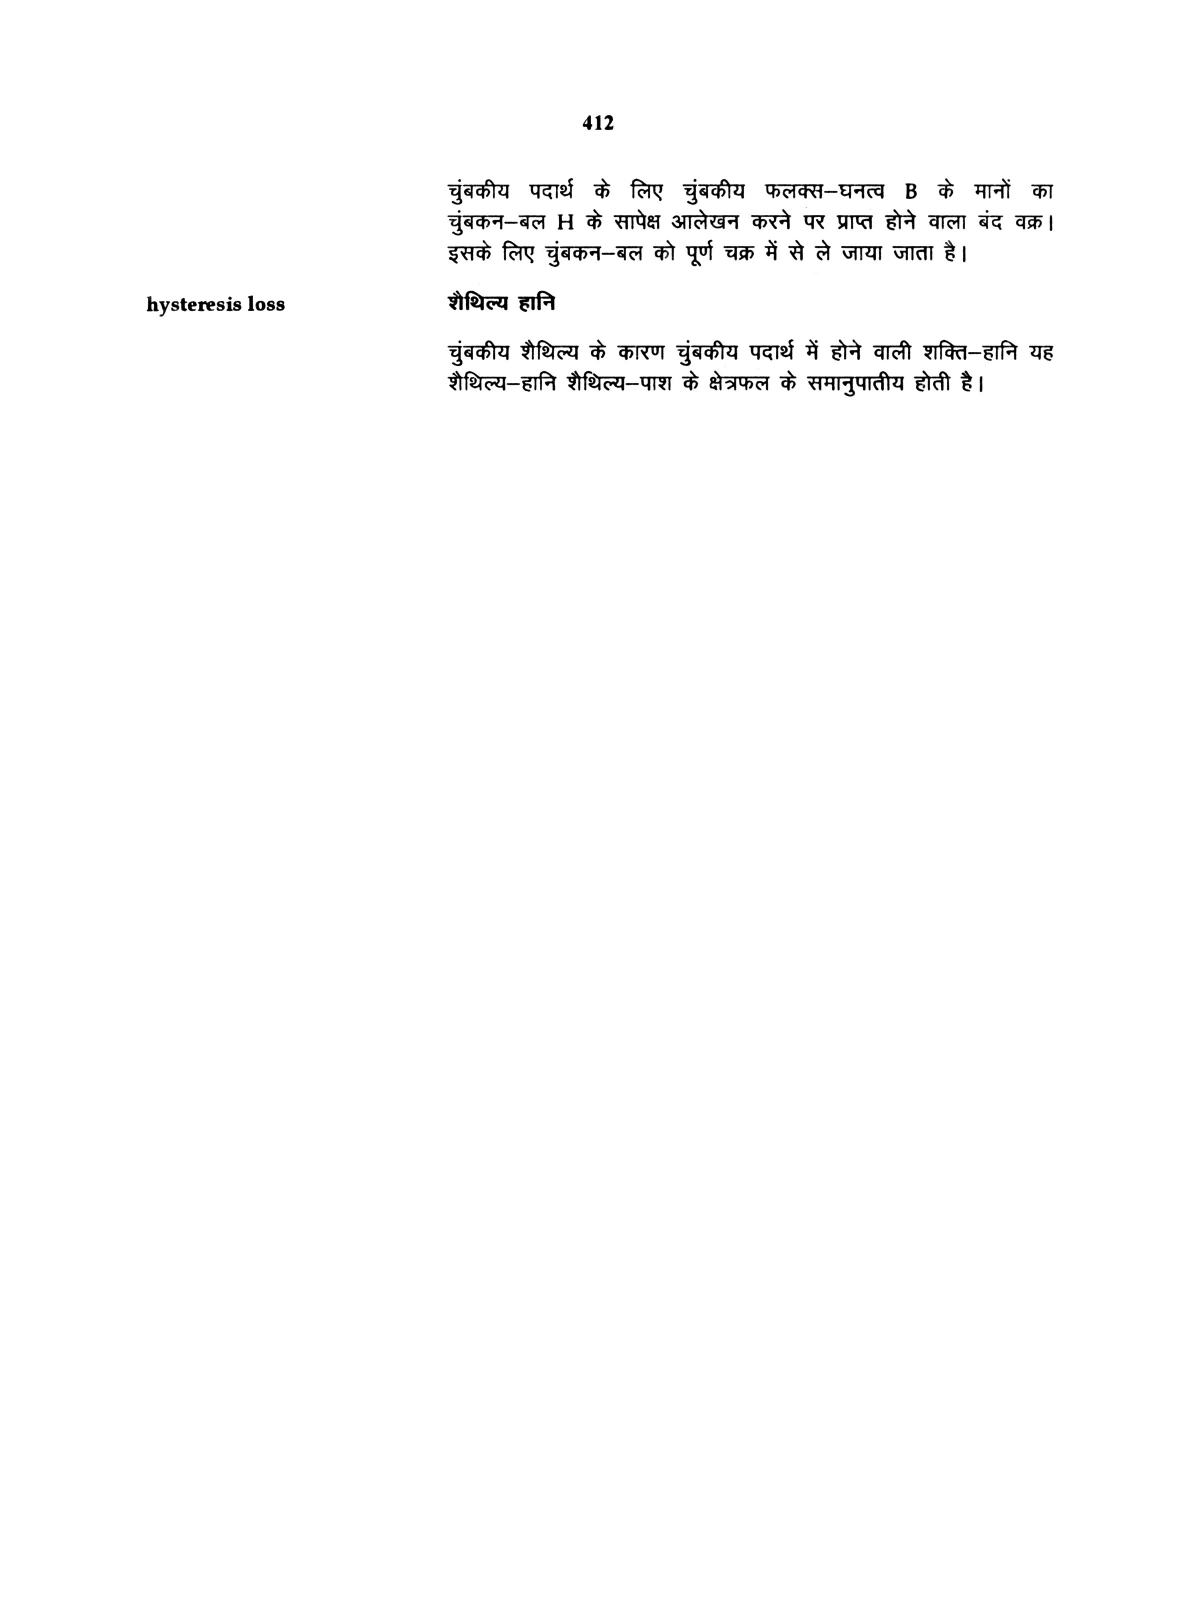 412
चुंबकीय पदार्थ के लिए चुंबकीय फलक्स–घनत्व B के मानों का
चुंबकन–बल H के सापेक्ष आलेखन करने पर प्राप्त होने वाला बंद वक्र।
इसके लिए चुंबकन–बल को पूर्ण चक्र में से ले जाया जाता है।
hysteresis loss शैथिल्य हानि
चुंबकीय शैथिल्य के कारण चुंबकीय पदार्थ में होने वाली शक्ति–हानि यह
शैथिल्य–हानि शैथिल्य–पाश के क्षेत्रफल के समानुपातीय होती है।